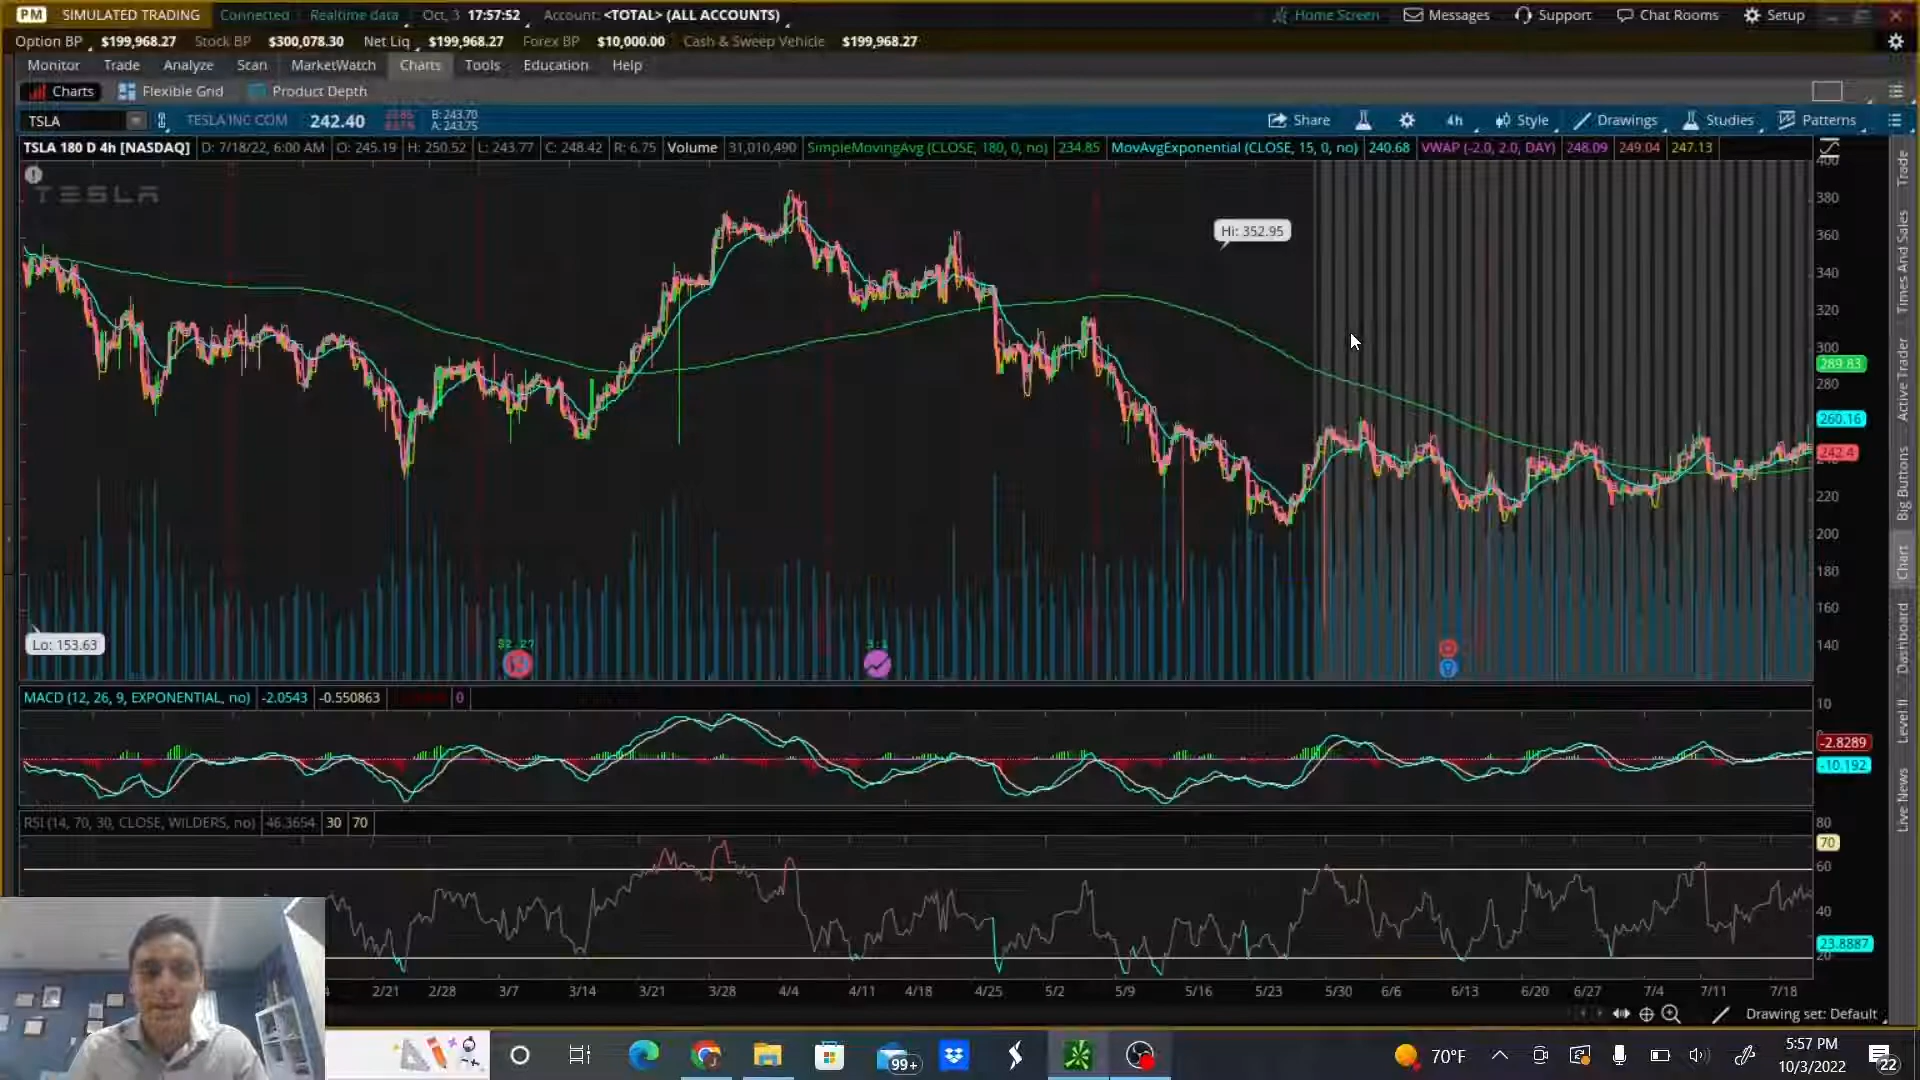 PM SIMULATED TRADING Connected Realtime data Oct, 3 17:57:52 Account: <TOTAL> (ALL ACCOUNTS) Home Screen Messages Support Chat Rooms Setup
Option BP $199,968.27 Stock BP $300,078.30 Net Liq $199,968.27 Forex BP $10,000.00 Cash & Sweep Vehicle $199,968.27
Monitor Trade Analyze Scan MarketWatch Charts Tools Education Help
Charts Flexible Grid Product Depth
TSLA TESLA INC COM 242.40 B: 243.70 A: 243.75 Share 4h Style Drawings Studies Patterns
TSLA 180 D 4h [NASDAQ] D: 7/18/22, 6:00 AM O: 245.19 H: 250.52 L: 243.77 C: 248.42 R: 6.75 Volume 31,010,490 SimpleMovingAvg (CLOSE, 180, 0, no) 234.85 MovAvgExponential (CLOSE, 15, 0, no) 240.68 VWAP (-2.0, 2.0, DAY) 248.09 249.04 247.13
TESLA
Hi: 352.95
Lo: 153.63
$2.27
3:1
400
380
360
340
320
300
289.83
280
260.16
242.4
220
200
180
160
140
MACD (12, 26, 9, EXPONENTIAL, no) -2.0543 -0.550863 0
10
-2.8289
-10.192
RSI (14, 70, 30, CLOSE, WILDERS, no) 46.3654 30 70
80
70
60
40
23.8887
20
2/21 2/28 3/7 3/14 3/21 3/28 4/4 4/11 4/18 4/25 5/2 5/9 5/16 5/23 5/30 6/6 6/13 6/20 6/27 7/4 7/11 7/18
Drawing set: Default
Trade
Times And Sales
Active Trader
Big Buttons
Chart
Dashboard
Level II
Live News
99+
70°F
5:57 PM
10/3/2022
22